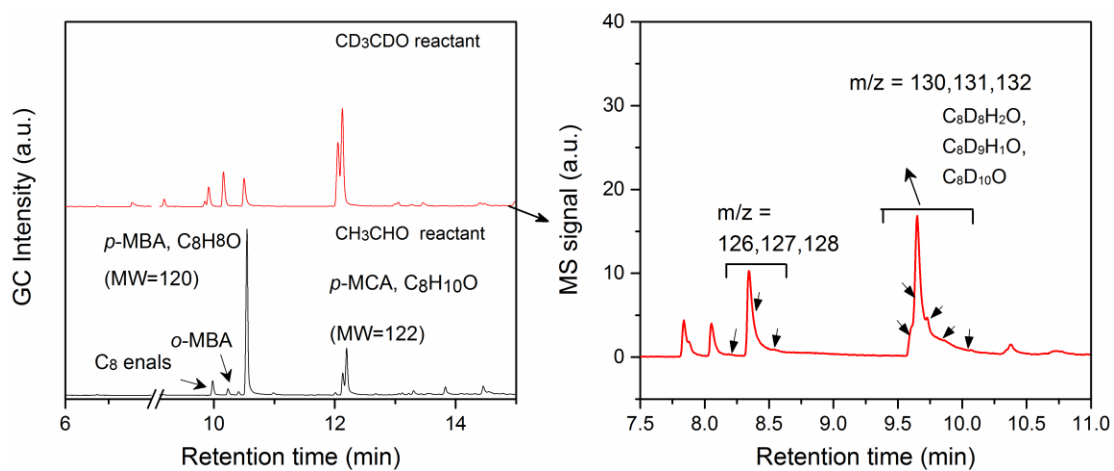 GC Intensity (a.u.)
CD₃CDO reactant
p-MBA, C₈H8O
(MW=120)
CH₃CHO reactant
p-MCA, C₈H₁₀O
(MW=122)
o-MBA
C₈ enals
6 10 12 14
Retention time (min)
MS signal (a.u.)
40
30
20
10
0
m/z = 130,131,132
C₈D₈H₂O,
C₈D₉H₁O,
C₈D₁₀O
m/z =
126,127,128
7.5 8.0 8.5 9.0 9.5 10.0 10.5 11.0
Retention time (min)